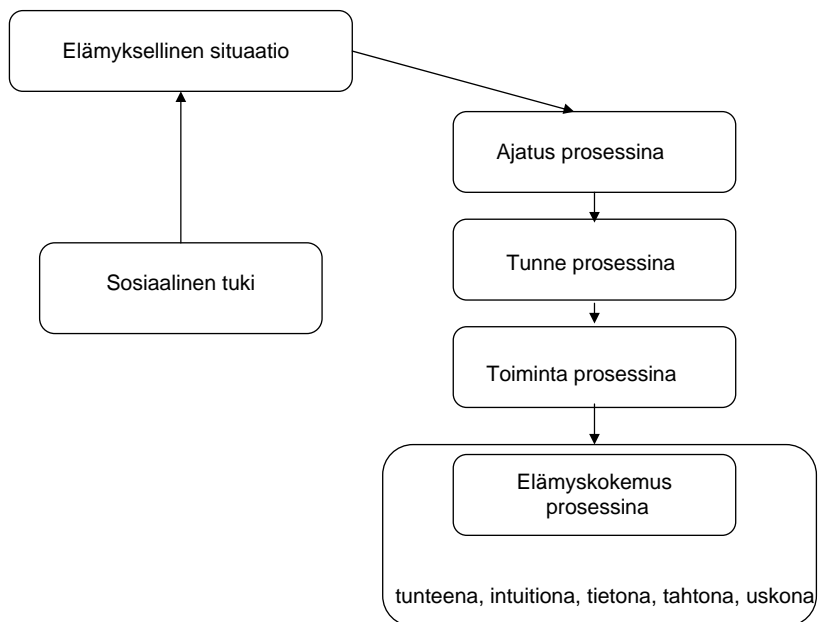 Elämyksellinen situaatio
Ajatus prosessina
Tunne prosessina
Sosiaalinen tuki
Toiminta prosessina
Elämyskokemus
prosessina
tunteena, intuitiona, tietona, tahtona, uskona